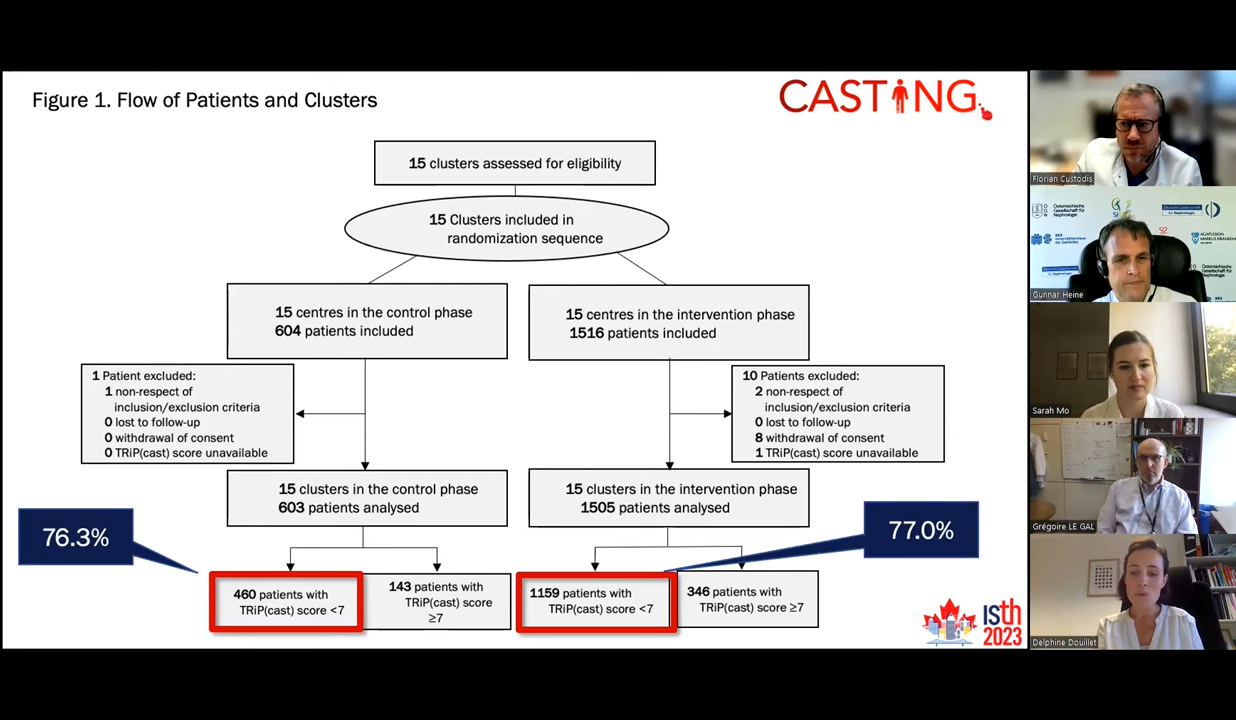 Figure 1. Flow of Patients and Clusters
CASTING
15 clusters assessed for eligibility
15 Clusters included in
randomization sequence
15 centres in the control phase
604 patients included
15 centres in the intervention phase
1516 patients included
1 Patient excluded:
1 non-respect of
inclusion/exclusion criteria
0 lost to follow-up
0 withdrawal of consent
0 TRiP(cast) score unavailable
10 Patients excluded:
2 non-respect of
inclusion/exclusion criteria
0 lost to follow-up
8 withdrawal of consent
1 TRiP(cast) score unavailable
15 clusters in the control phase
603 patients analysed
15 clusters in the intervention phase
1505 patients analysed
76.3%
77.0%
460 patients with
TRiP(cast) score <7
143 patients with
TRiP(cast) score
≥7
1159 patients with
TRiP(cast) score <7
346 patients with
TRiP(cast) score ≥7
isth
2023
Florian Custodis
Österreichische
Gesellschaft für
Nephrologie
Gunnar Heine
Sarah Mo
Grégoire LE GAL
Delphine Douillet